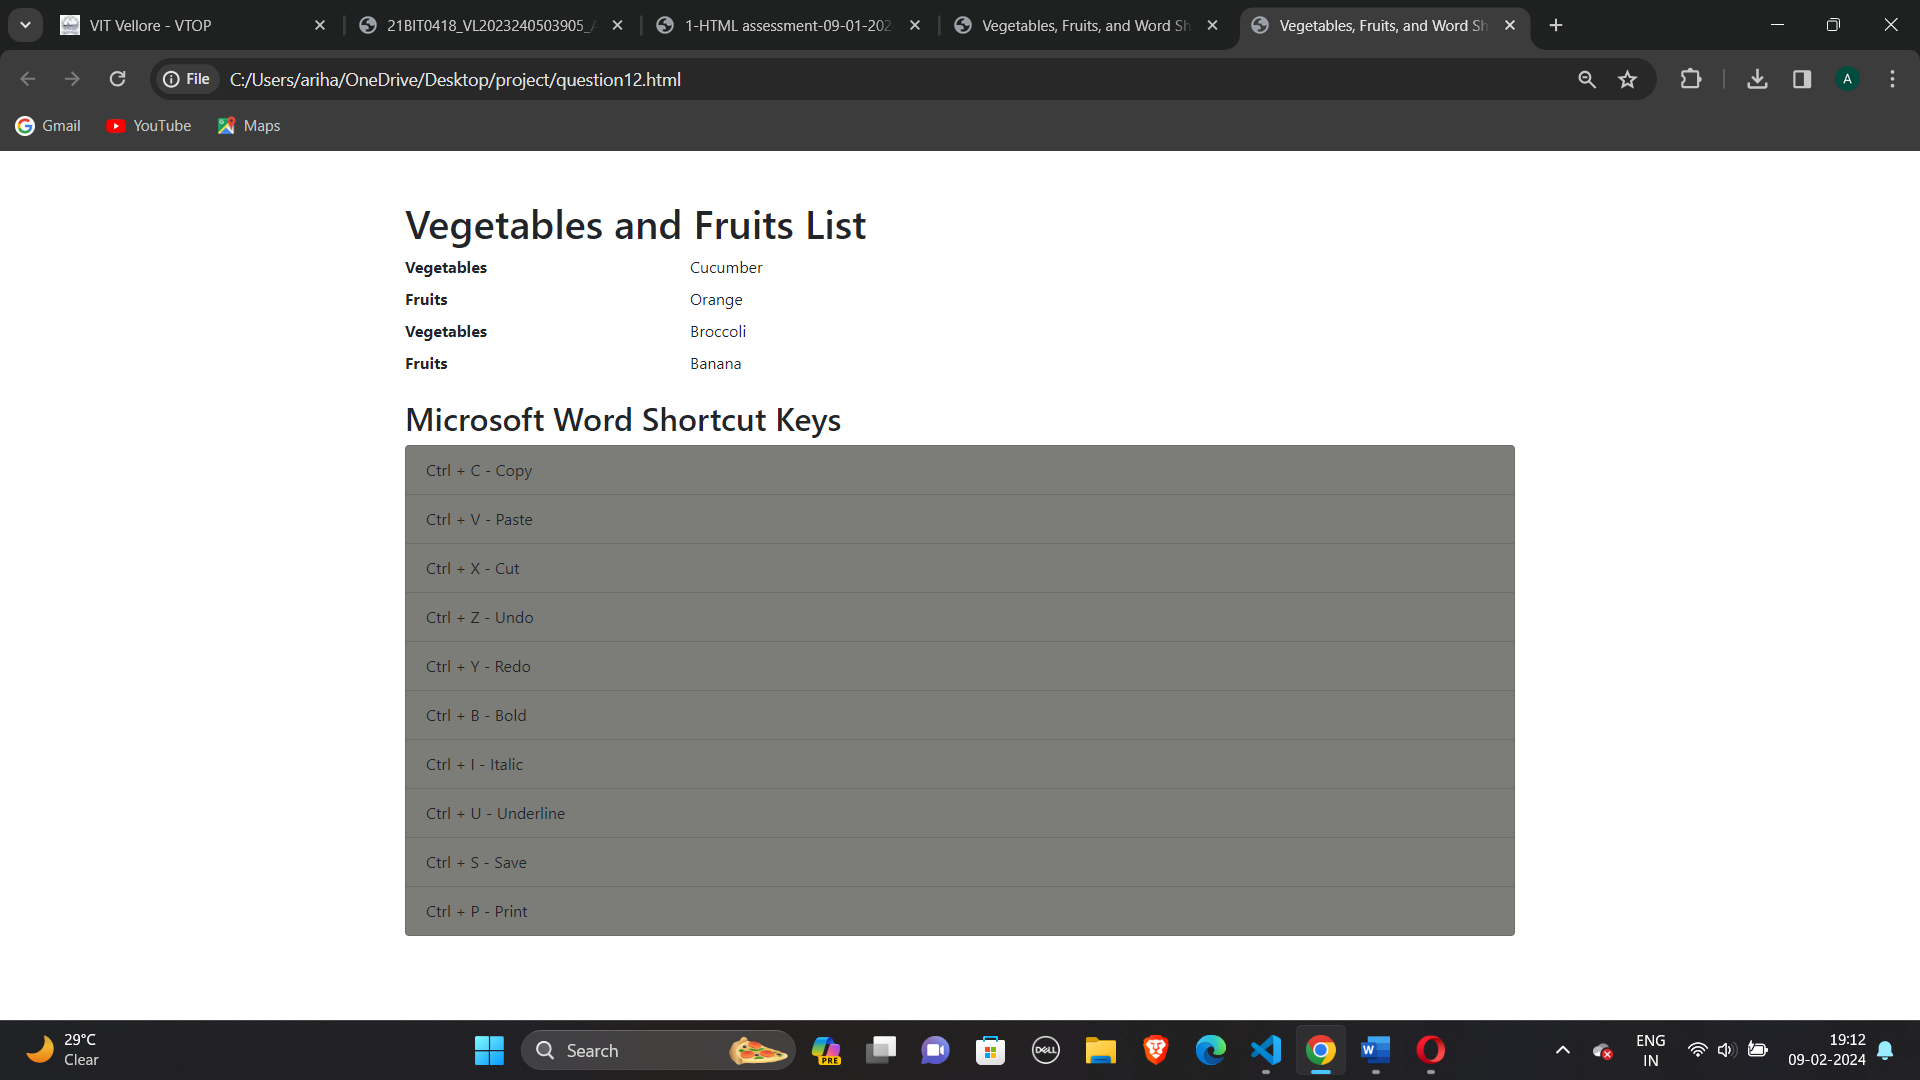 VIT Vellore - VTOP
21BIT0418_VL2023240503905_
1-HTML assessment-09-01-202
Vegetables, Fruits, and Word Sh
Vegetables, Fruits, and Word Sh
File C:/Users/ariha/OneDrive/Desktop/project/question12.html
A
Gmail YouTube Maps
Vegetables and Fruits List
Vegetables Cucumber
Fruits Orange
Vegetables Broccoli
Fruits Banana
Microsoft Word Shortcut Keys
Ctrl + C - Copy
Ctrl + V - Paste
Ctrl + X - Cut
Ctrl + Z - Undo
Ctrl + Y - Redo
Ctrl + B - Bold
Ctrl + I - Italic
Ctrl + U - Underline
Ctrl + S - Save
Ctrl + P - Print
29°C
Clear
Search
PRE
DELL
W
ENG
IN
19:12
09-02-2024